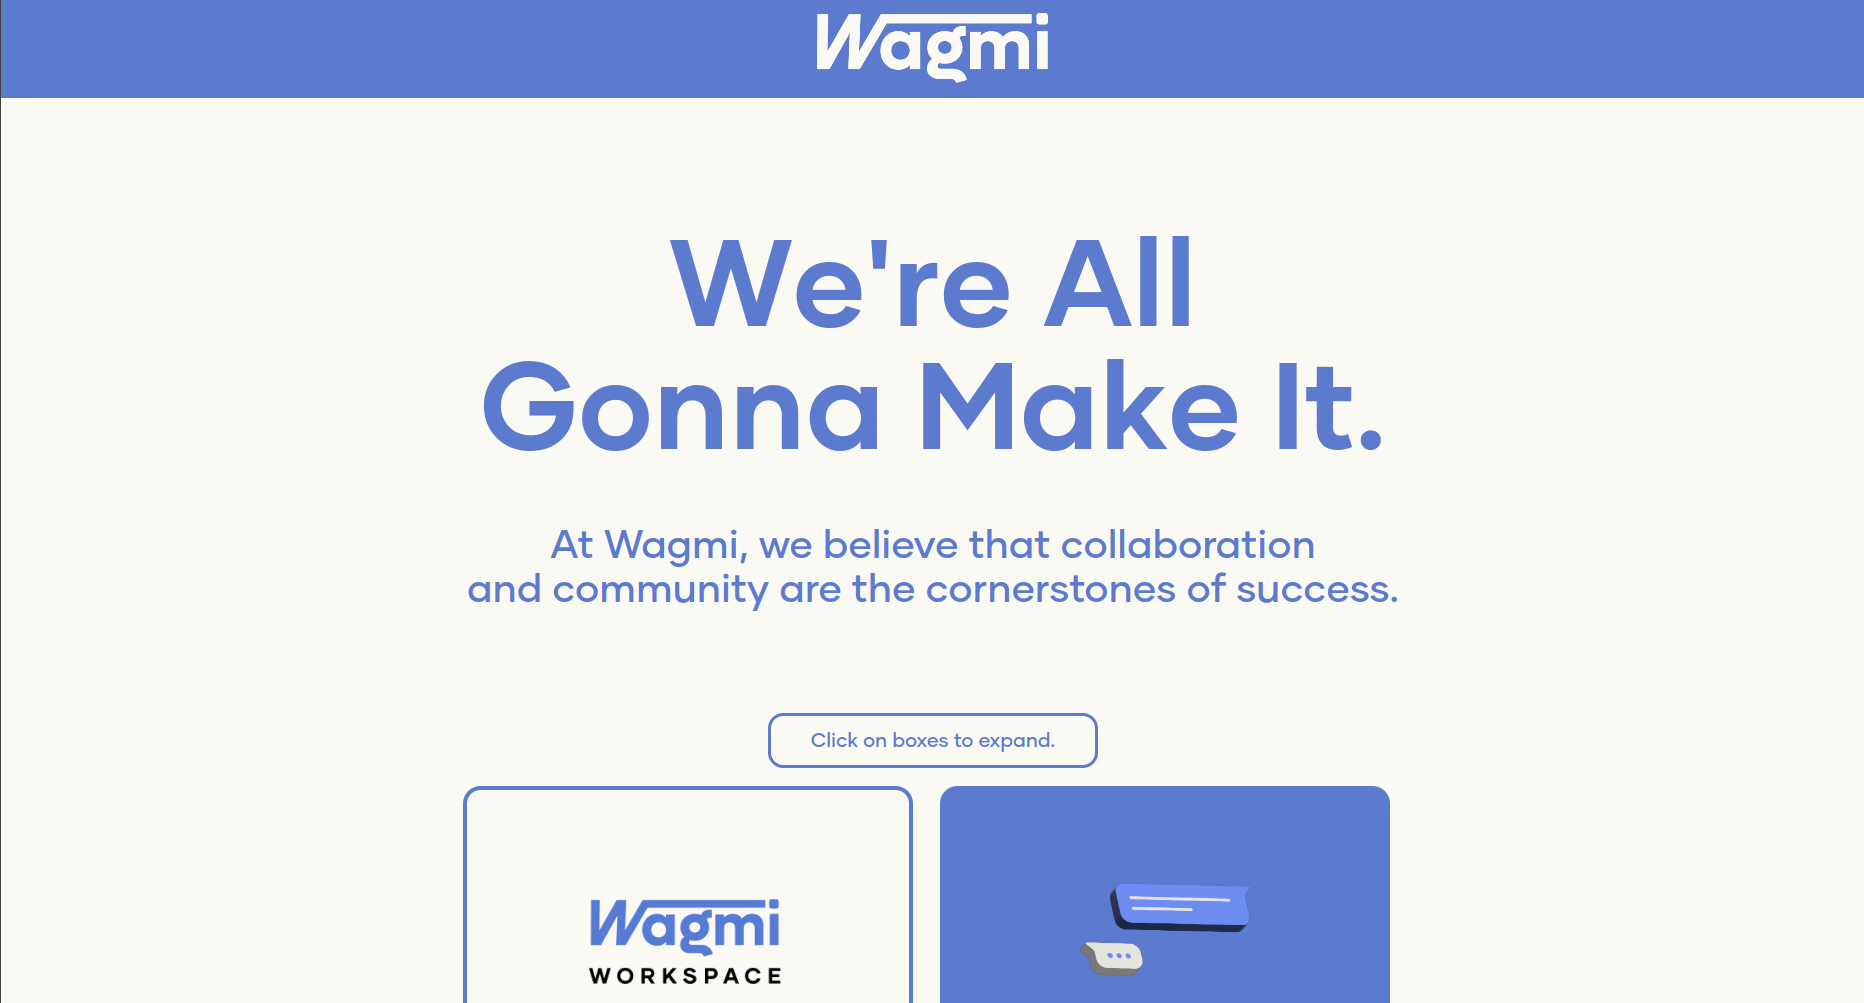 Wagmi
We're All
Gonna Make It.
At Wagmi, we believe that collaboration
and community are the cornerstones of success.
Click on boxes to expand.
Wagmi
WORKSPACE